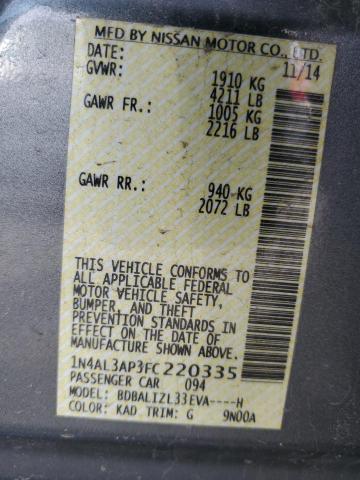 MFD BY NISSAN MOTOR CO., LTD.
DATE: 11/14
GVWR: 1910 KG
4211 LB
GAWR FR.: 1005 KG
2216 LB
GAWR RR.: 940 KG
2072 LB
THIS VEHICLE CONFORMS TO
ALL APPLICABLE FEDERAL
MOTOR VEHICLE SAFETY,
BUMPER, AND THEFT
PREVENTION STANDARDS IN
EFFECT ON THE DATE OF
MANUFACTURE SHOWN ABOVE.
1N4AL3AP3FC220335
PASSENGER CAR 094
MODEL: BDBALIZL33EVA----H
COLOR: KAD TRIM: G 9N00A